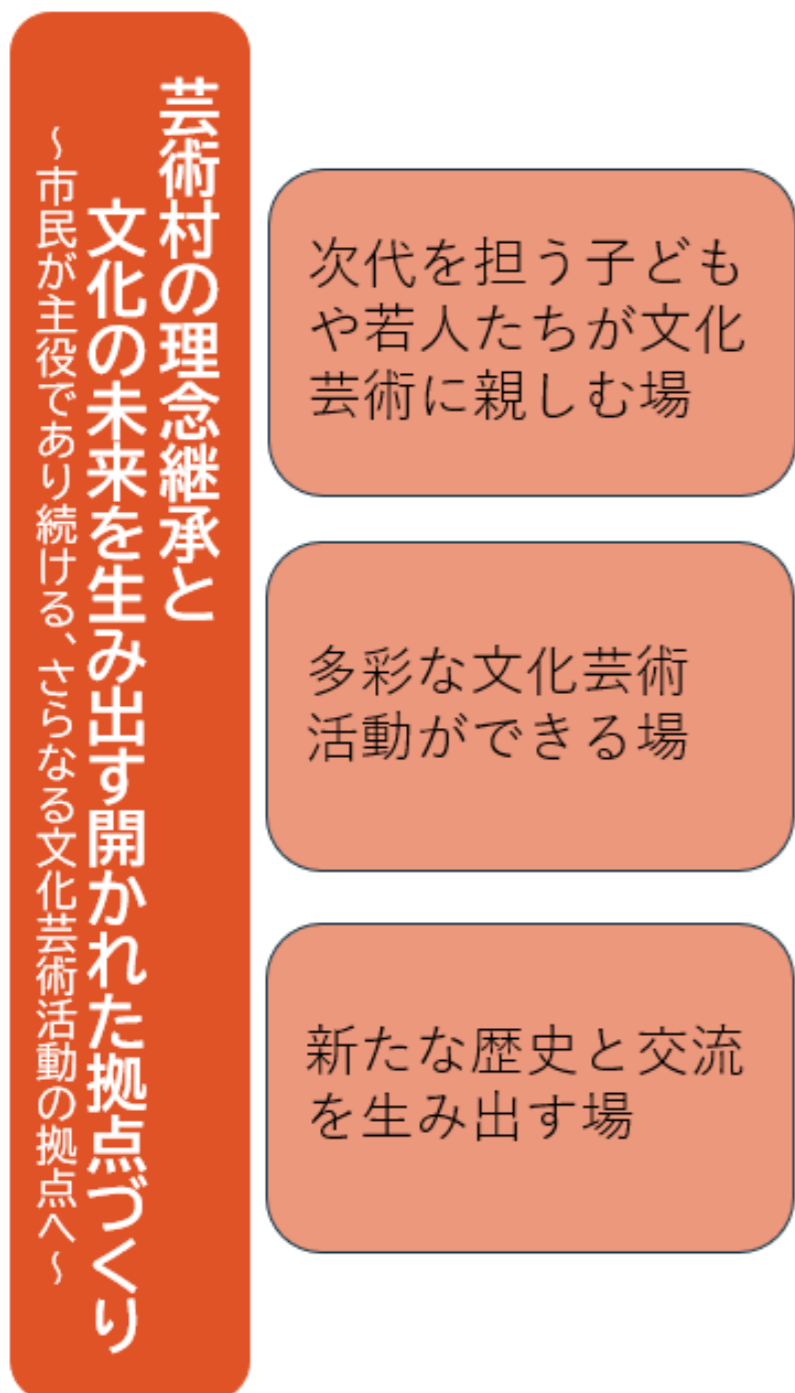 芸術村の理念継承と
文化の未来を生み出す開かれた拠点づくり
～市民が主役であり続ける、さらなる文化芸術活動の拠点へ～
次代を担う子ども
や若人たちが文化
芸術に親しむ場
多彩な文化芸術
活動ができる場
新たな歴史と交流
を生み出す場